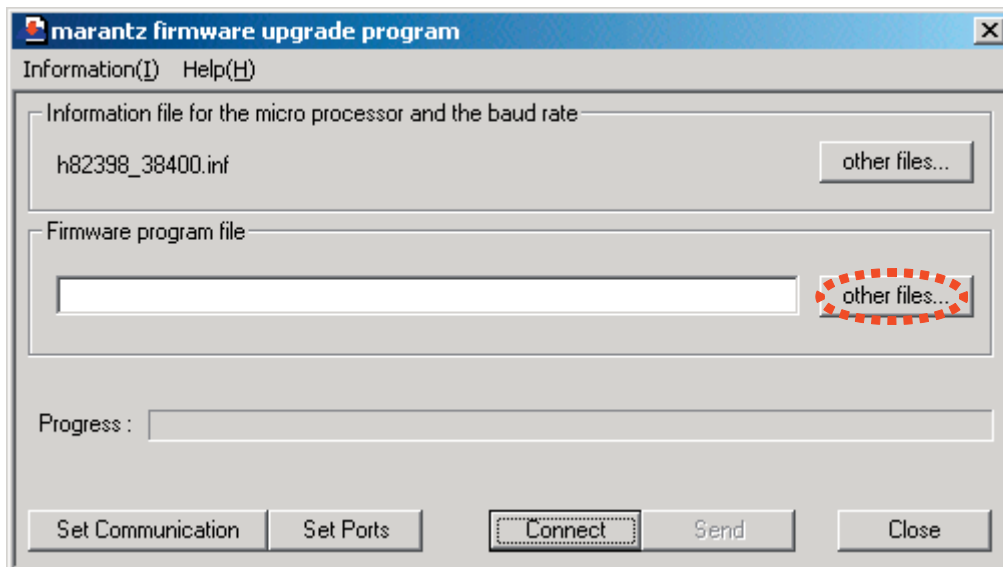 marantz firmware upgrade program
Information(I) Help(H)
Information file for the micro processor and the baud rate
h82398_38400.inf other files...
Firmware program file
other files...
Progress :
Set Communication Set Ports Connect Send Close